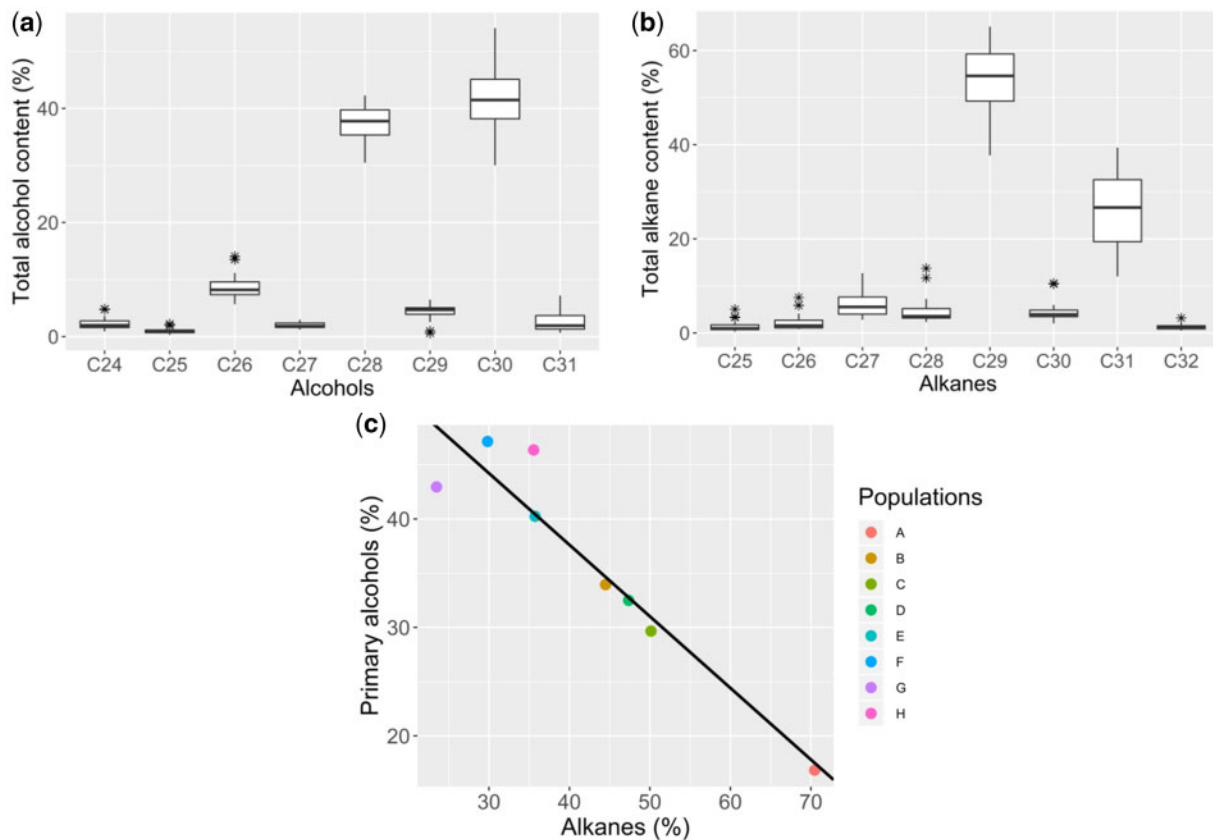 (a)
Total alcohol content (%)
40
20
0
C24 C25 C26 C27 C28 C29 C30 C31
Alcohols
(b)
Total alkane content (%)
60
40
20
0
C25 C26 C27 C28 C29 C30 C31 C32
Alkanes
(c)
Primary alcohols (%)
40
30
20
30 40 50 60 70
Alkanes (%)
Populations
A
B
C
D
E
F
G
H